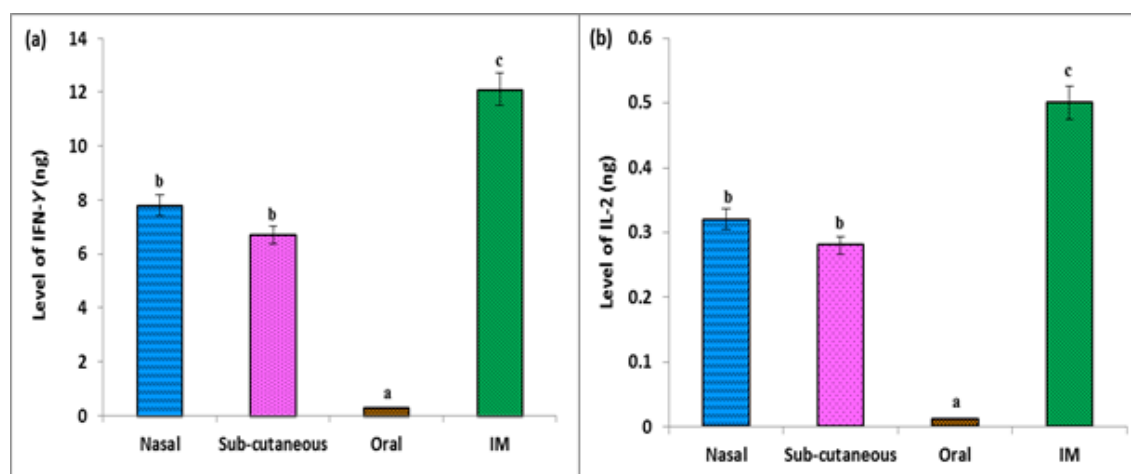 (a)
Level of IFN-Y (ng)
14
12
10
8
6
4
2
0
b
b
a
c
Nasal Sub-cutaneous Oral IM
(b)
Level of IL-2 (ng)
0.6
0.5
0.4
0.3
0.2
0.1
0
b
b
a
c
Nasal Sub-cutaneous Oral IM